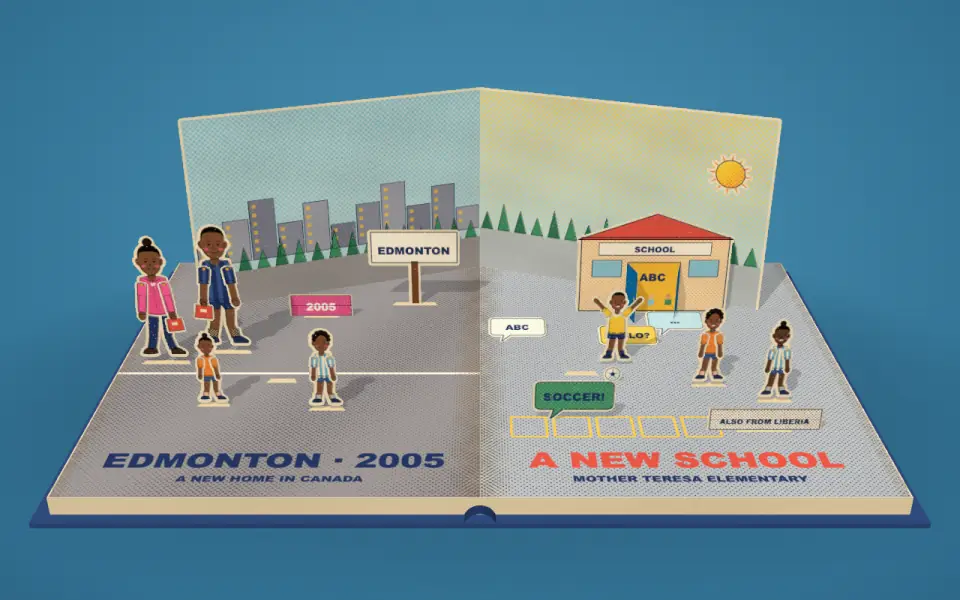 EDMONTON
2005
EDMONTON · 2005
A NEW HOME IN CANADA
SCHOOL
ABC
ABC
LO?
...
SOCCER!
ALSO FROM LIBERIA
A NEW SCHOOL
MOTHER TERESA ELEMENTARY